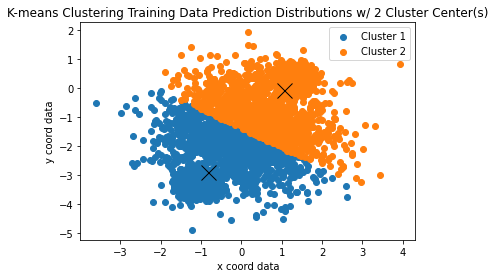 K-means Clustering Training Data Prediction Distributions w/ 2 Cluster Center(s)
Cluster 1
Cluster 2
2
1
0
−1
−2
−3
−4
−5
y coord data
−3 −2 −1 0 1 2 3 4
x coord data